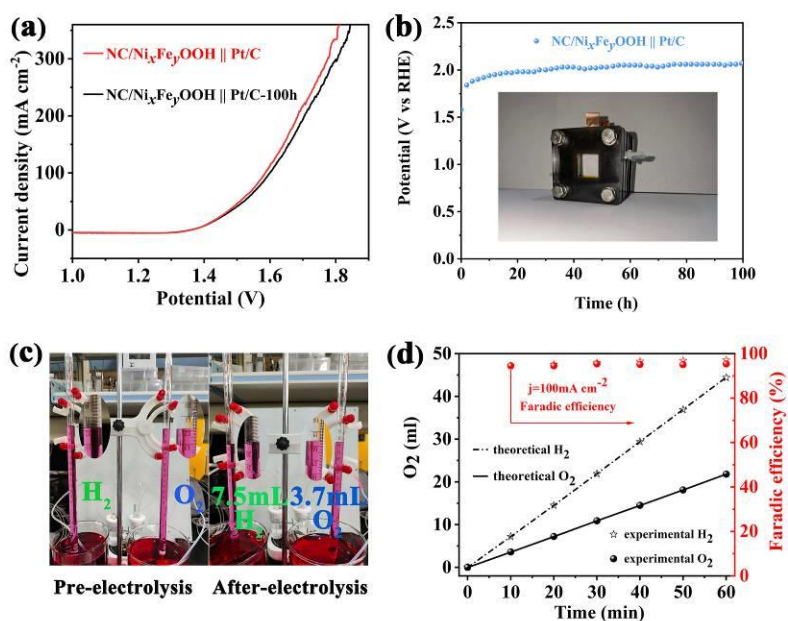 (a)
NC/NixFeyOOH || Pt/C
NC/NixFeyOOH || Pt/C-100h
Current density (mA cm-2)
300
200
100
0
1.0 1.2 1.4 1.6 1.8
Potential (V)
(b)
NC/NixFeyOOH || Pt/C
Potential (V vs RHE)
2.5
2.0
1.5
1.0
0.5
0.0
0 20 40 60 80 100
Time (h)
(c)
H2
O2
7.5mL
H2
3.7mL
O2
Pre-electrolysis
After-electrolysis
(d)
j=100mA cm-2
Faradic efficiency
theoretical H2
theoretical O2
experimental H2
experimental O2
O2 (ml)
50
40
30
20
10
0
0 10 20 30 40 50 60
Time (min)
100
80
60
40
20
0
Faradic efficiency (%)